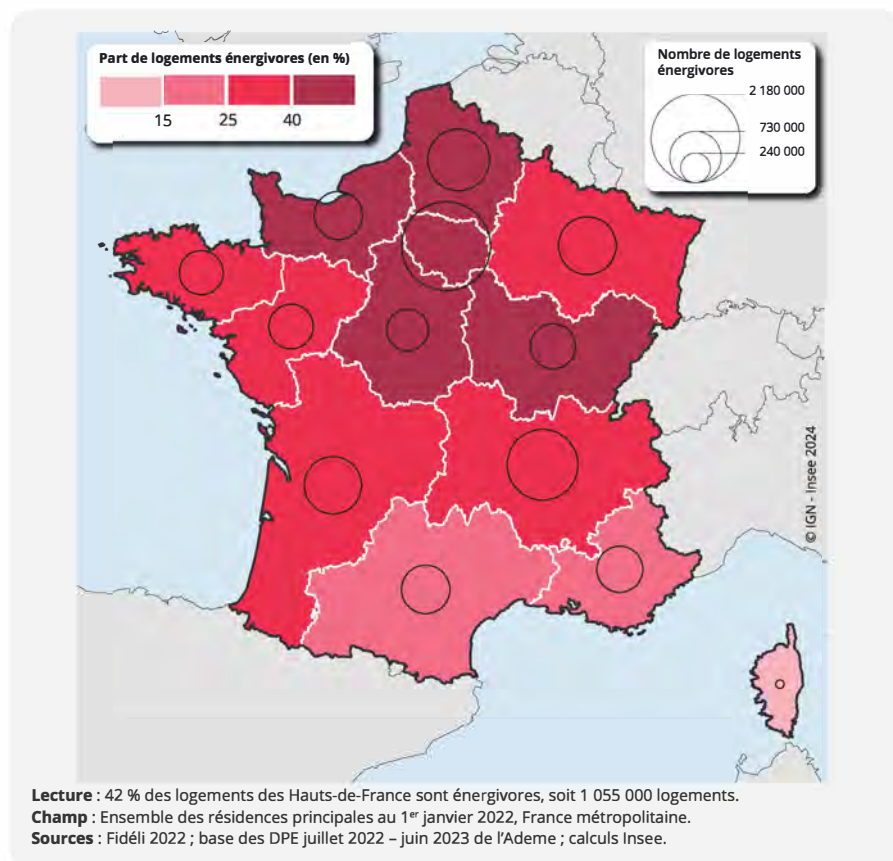 Part de logements énergivores (en %)
15 25 40
Nombre de logements
énergivores
2 180 000
730 000
240 000
© IGN - Insee 2024
Lecture : 42 % des logements des Hauts-de-France sont énergivores, soit 1 055 000 logements.
Champ : Ensemble des résidences principales au 1er janvier 2022, France métropolitaine.
Sources : Fidéli 2022 ; base des DPE juillet 2022 – juin 2023 de l’Ademe ; calculs Insee.